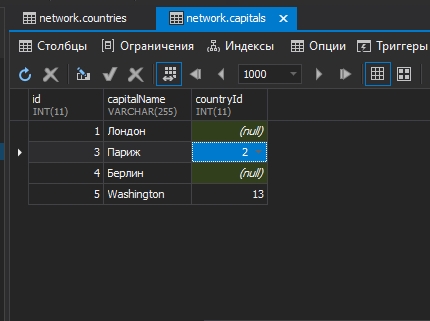 network.countries network.capitals
Столбцы Ограничения Индексы Опции Триггеры
1000
id capitalName countryId
INT(11) VARCHAR(255) INT(11)
1 Лондон (null)
3 Париж 2
4 Берлин (null)
5 Washington 13